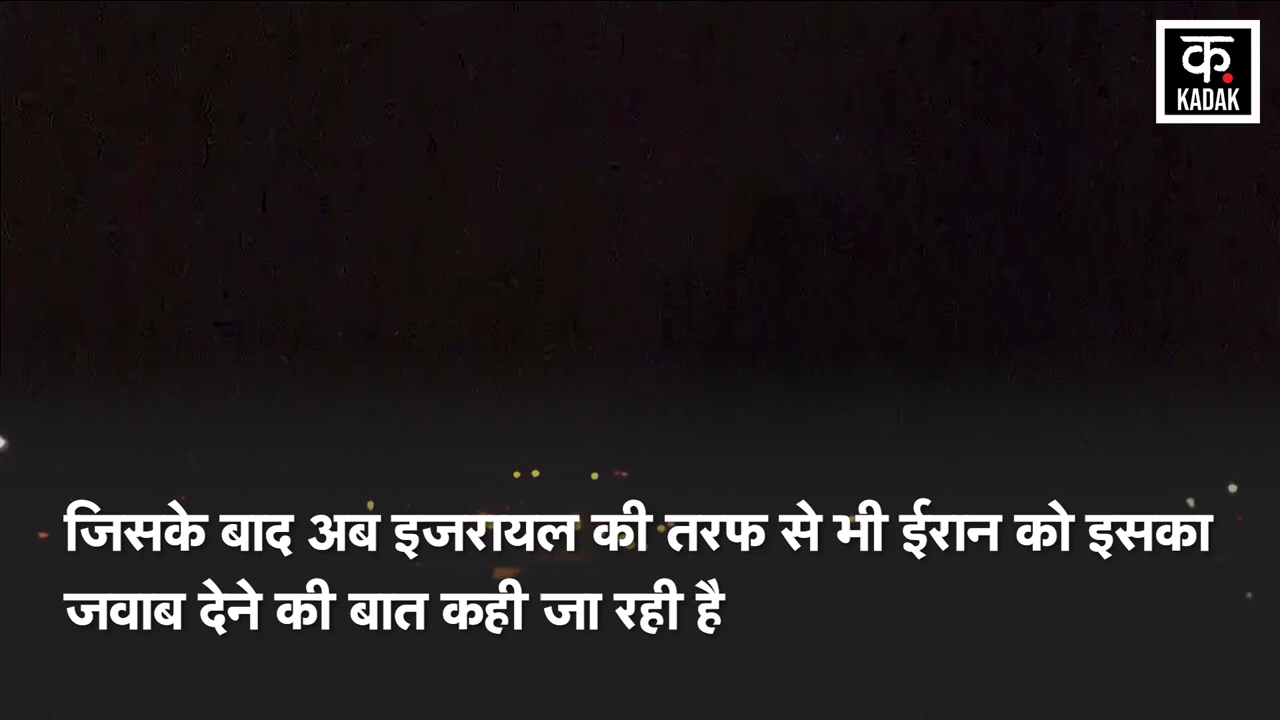 क.
KADAK
जिसके बाद अब इजरायल की तरफ से भी ईरान को इसका
जवाब देने की बात कही जा रही है